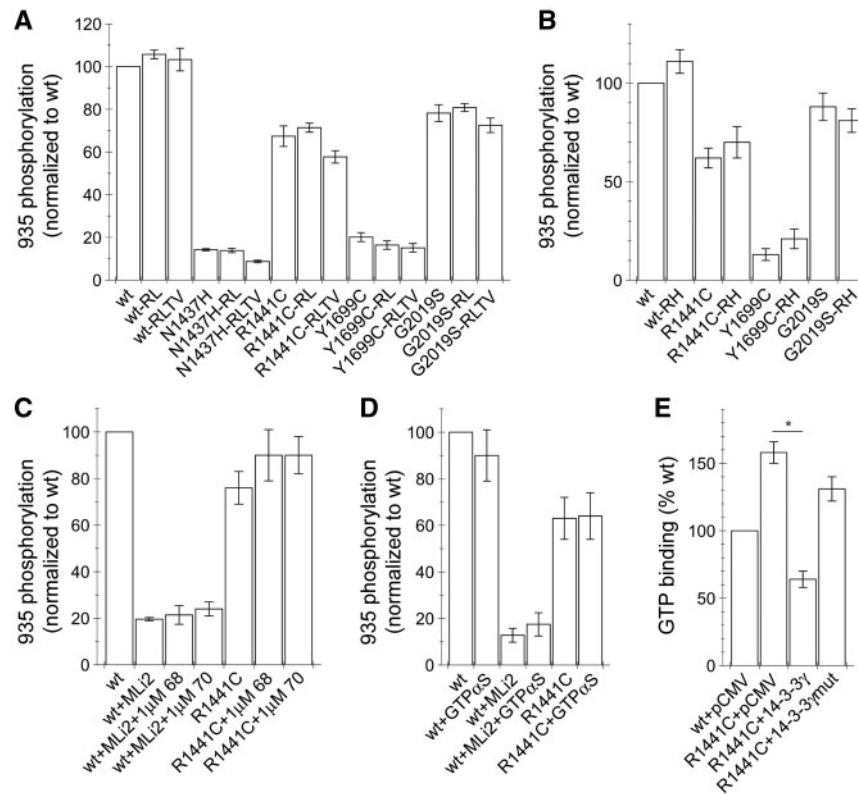 A
935 phosphorylation
(normalized to wt)
120
100
80
60
40
20
0
wt
wt-RL
wt-RLTV
N1437H
N1437H-RL
N1437H-RLTV
R1441C
R1441C-RL
R1441C-RLTV
Y1699C
Y1699C-RL
Y1699C-RLTV
G2019S
G2019S-RL
G2019S-RLTV
B
935 phosphorylation
(normalized to wt)
100
50
0
wt
wt-RH
R1441C
R1441C-RH
Y1699C
Y1699C-RH
G2019S
G2019S-RH
C
935 phosphorylation
(normalized to wt)
100
80
60
40
20
0
wt
wt+MLi2
wt+MLi2+1µM 68
wt+MLi2+1µM 70
R1441C
R1441C+1µM 68
R1441C+1µM 70
D
935 phosphorylation
(normalized to wt)
100
80
60
40
20
0
wt
wt+GTPαS
wt+MLi2
wt+MLi2+GTPαS
R1441C
R1441C+GTPαS
E
GTP binding (% wt)
150
100
50
0
*
wt+pCMV
R1441C+pCMV
R1441C+14-3-3γ
R1441C+14-3-3γmut